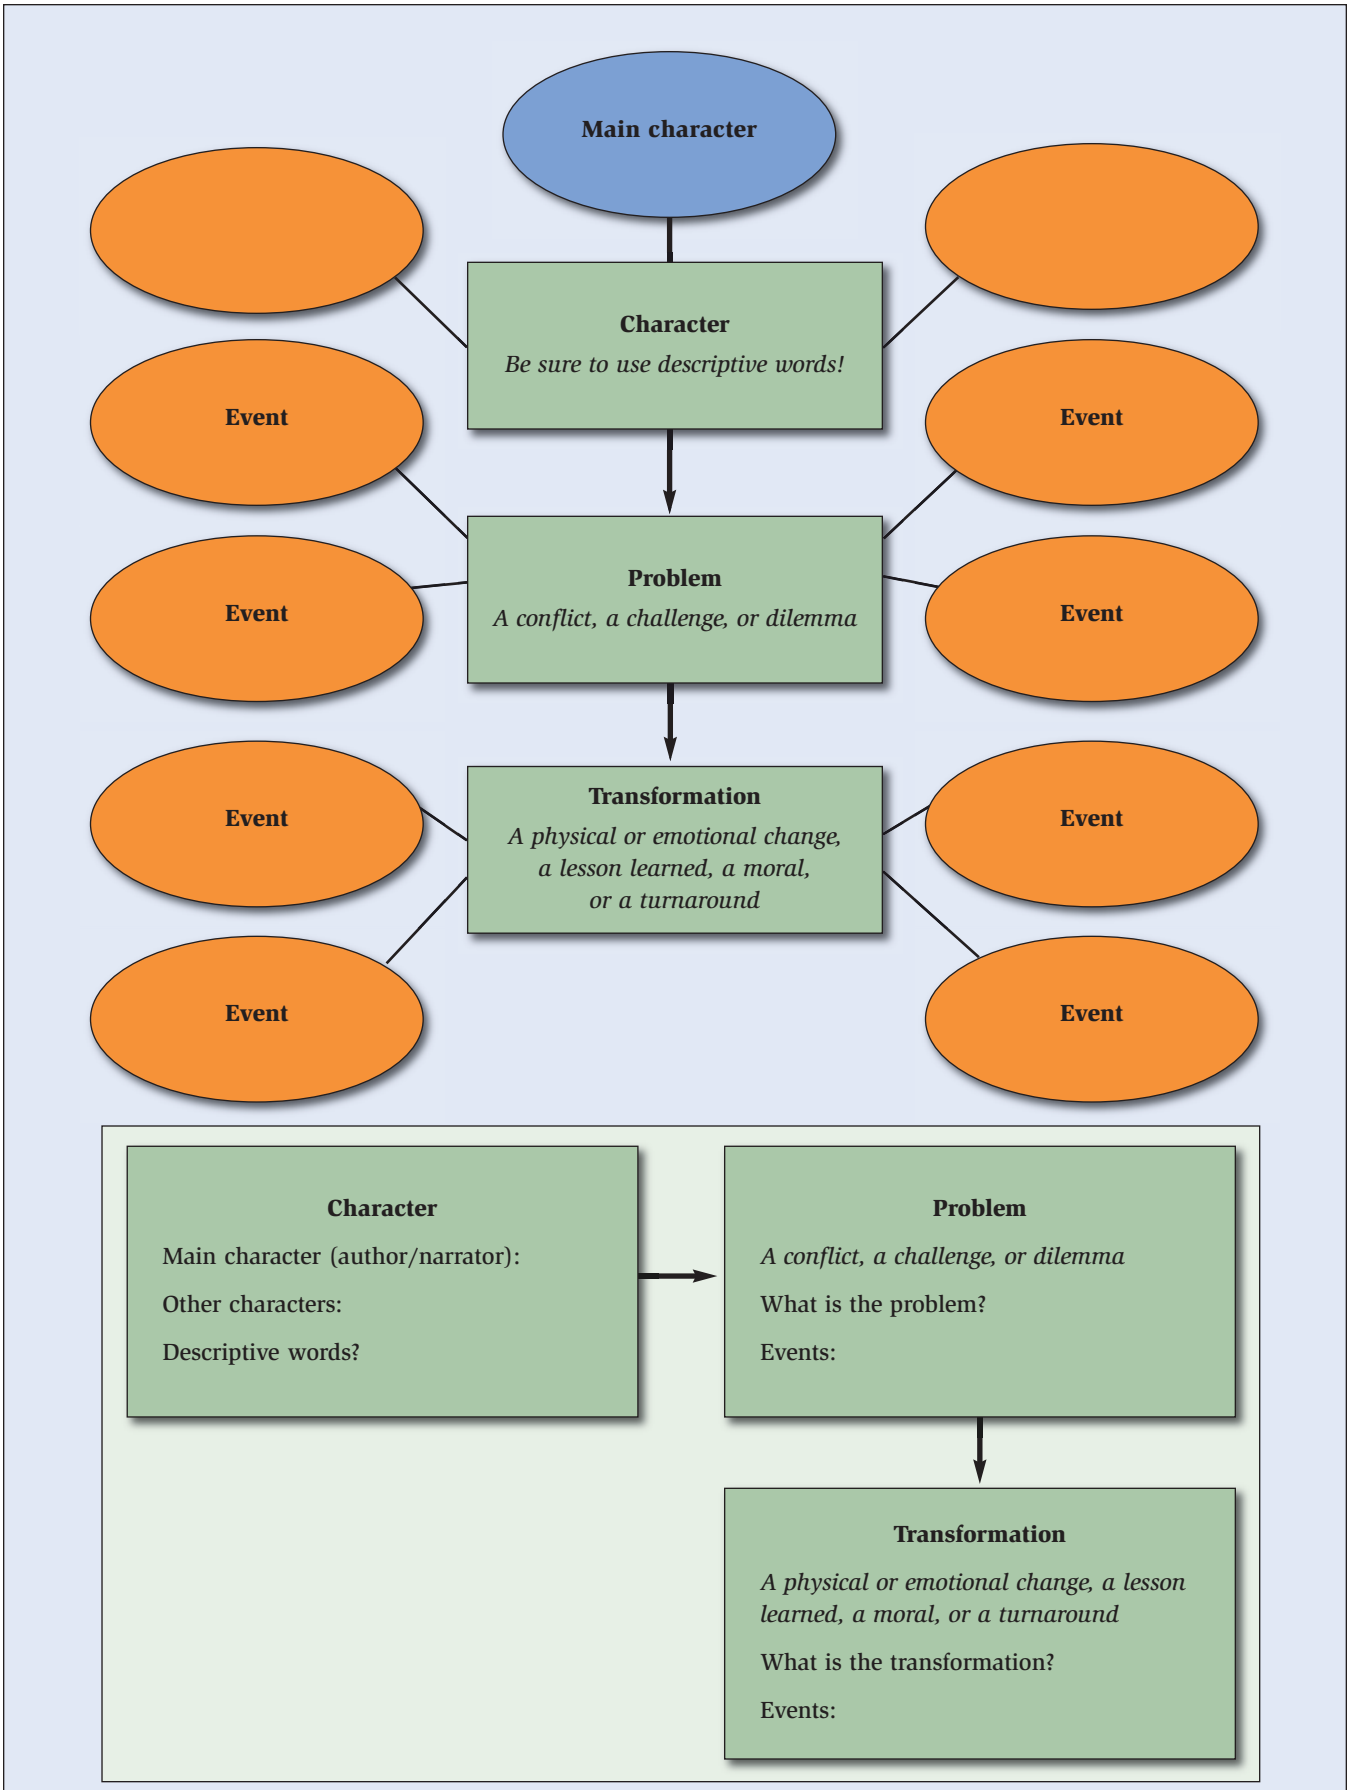 Main character
Character
Be sure to use descriptive words!
Event
Event
Problem
A conflict, a challenge, or dilemma
Event
Event
Transformation
A physical or emotional change,
a lesson learned, a moral,
or a turnaround
Event
Event
Event
Event
Character
Main character (author/narrator):
Other characters:
Descriptive words?
Problem
A conflict, a challenge, or dilemma
What is the problem?
Events:
Transformation
A physical or emotional change, a lesson
learned, a moral, or a turnaround
What is the transformation?
Events: